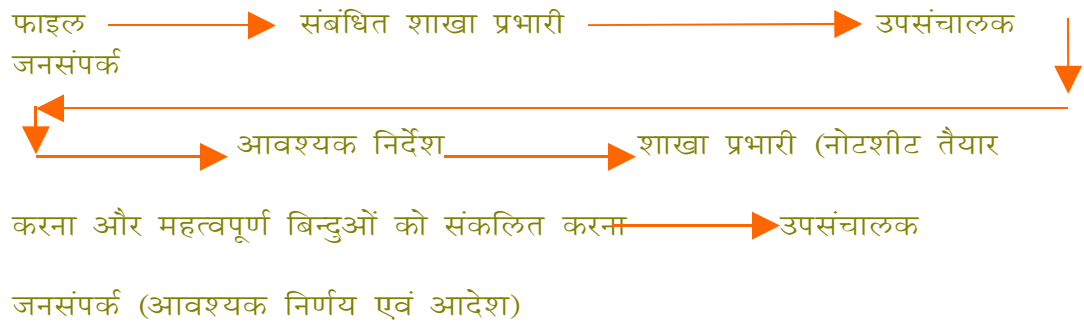 फाइल संबंधित शाखा प्रभारी उपसंचालक
जनसंपर्क
आवश्यक निर्देश शाखा प्रभारी (नोटशीट तैयार
करना और महत्वपूर्ण बिन्दुओं को संकलित करना उपसंचालक
जनसंपर्क (आवश्यक निर्णय एवं आदेश)